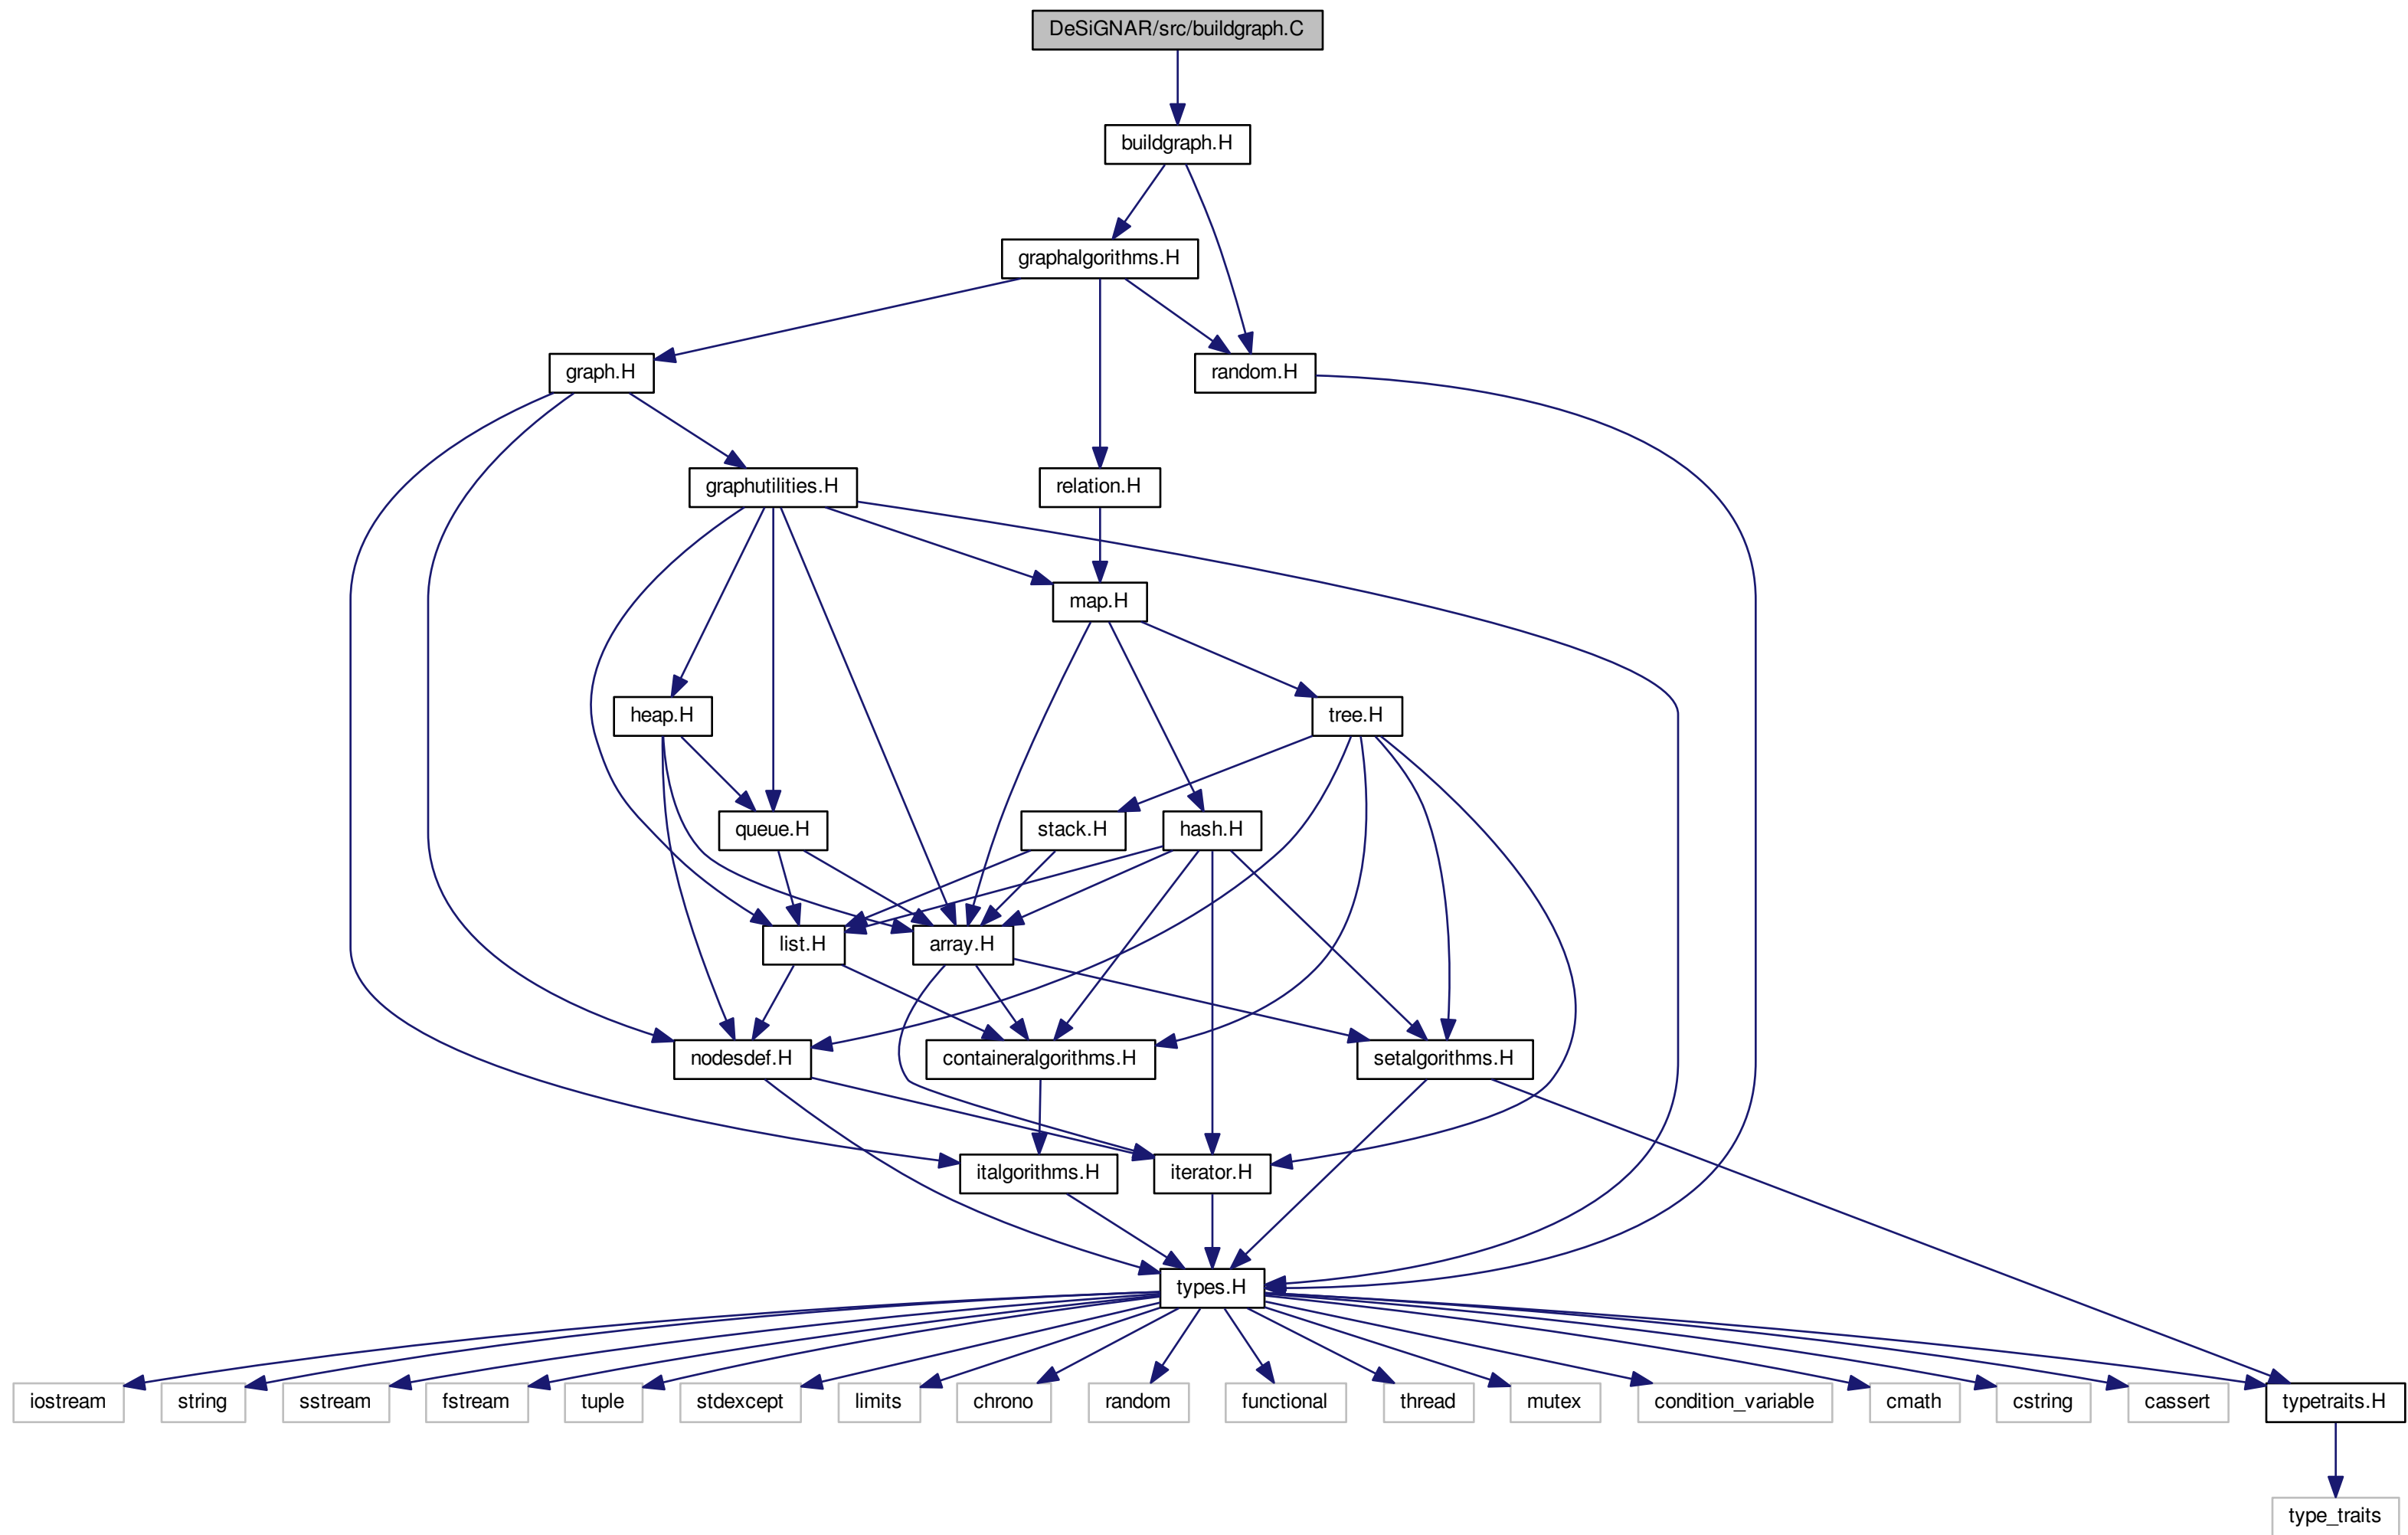 DeSiGNAR/src/buildgraph.C
buildgraph.H
graphalgorithms.H
graph.H
random.H
graphutilities.H
relation.H
map.H
heap.H
tree.H
queue.H
stack.H
hash.H
list.H
array.H
nodesdef.H
containeralgorithms.H
setalgorithms.H
italgorithms.H
iterator.H
types.H
iostream
string
sstream
fstream
tuple
stdexcept
limits
chrono
random
functional
thread
mutex
condition_variable
cmath
cstring
cassert
typetraits.H
type_traits